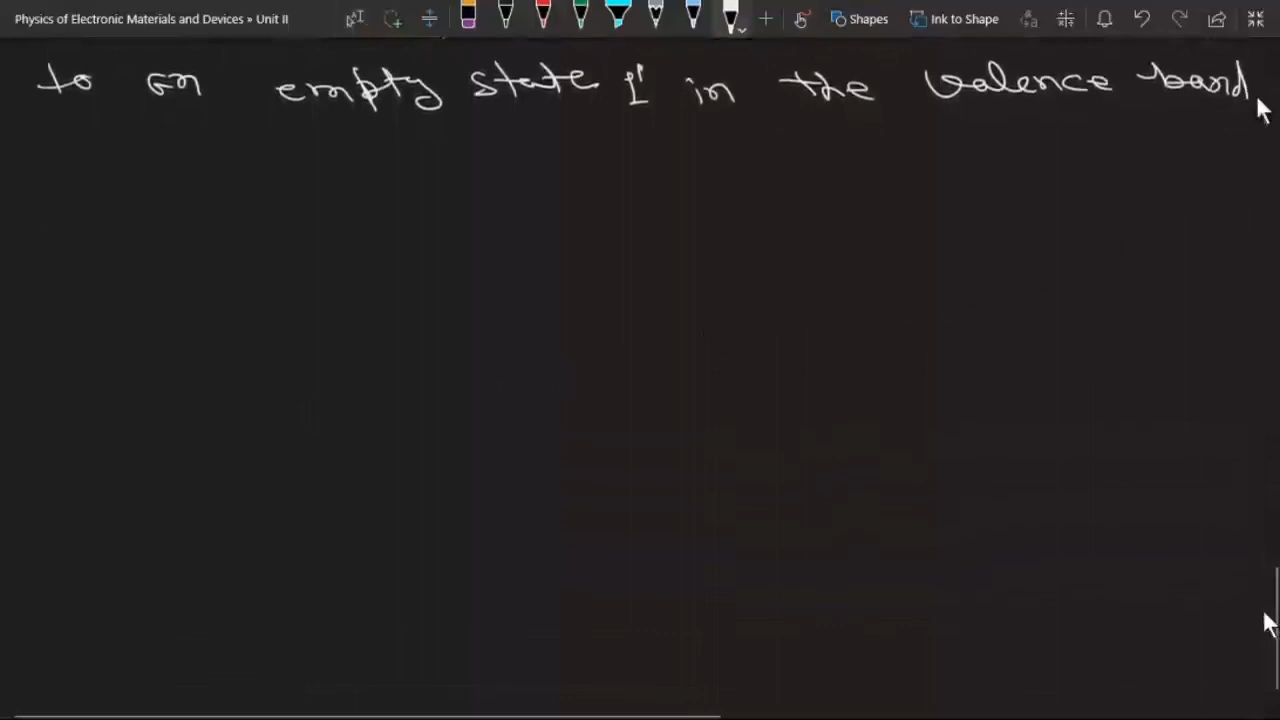 Physics of Electronic Materials and Devices » Unit II
Shapes
Ink to Shape
to an empty state 1' in the valence band